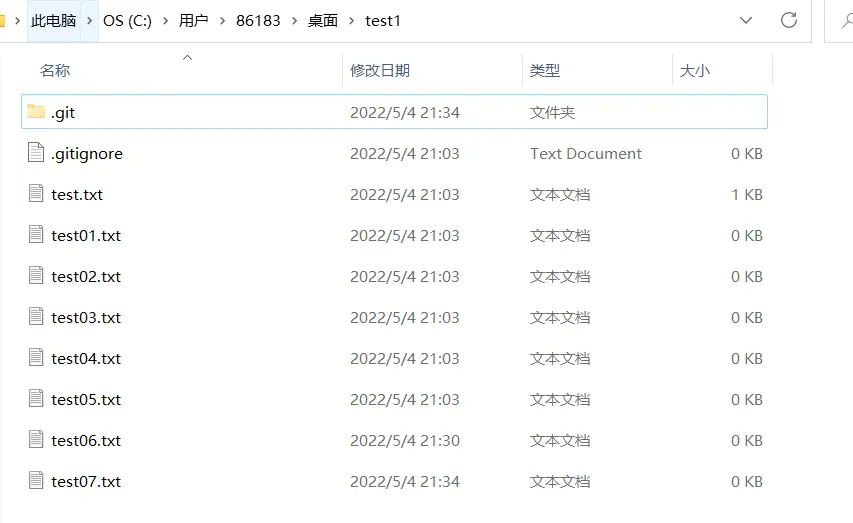 此电脑 > OS (C:) > 用户 > 86183 > 桌面 > test1
名称 修改日期 类型 大小
.git 2022/5/4 21:34 文件夹
.gitignore 2022/5/4 21:03 Text Document 0 KB
test.txt 2022/5/4 21:03 文本文档 1 KB
test01.txt 2022/5/4 21:03 文本文档 0 KB
test02.txt 2022/5/4 21:03 文本文档 0 KB
test03.txt 2022/5/4 21:03 文本文档 0 KB
test04.txt 2022/5/4 21:03 文本文档 0 KB
test05.txt 2022/5/4 21:03 文本文档 0 KB
test06.txt 2022/5/4 21:30 文本文档 0 KB
test07.txt 2022/5/4 21:34 文本文档 0 KB